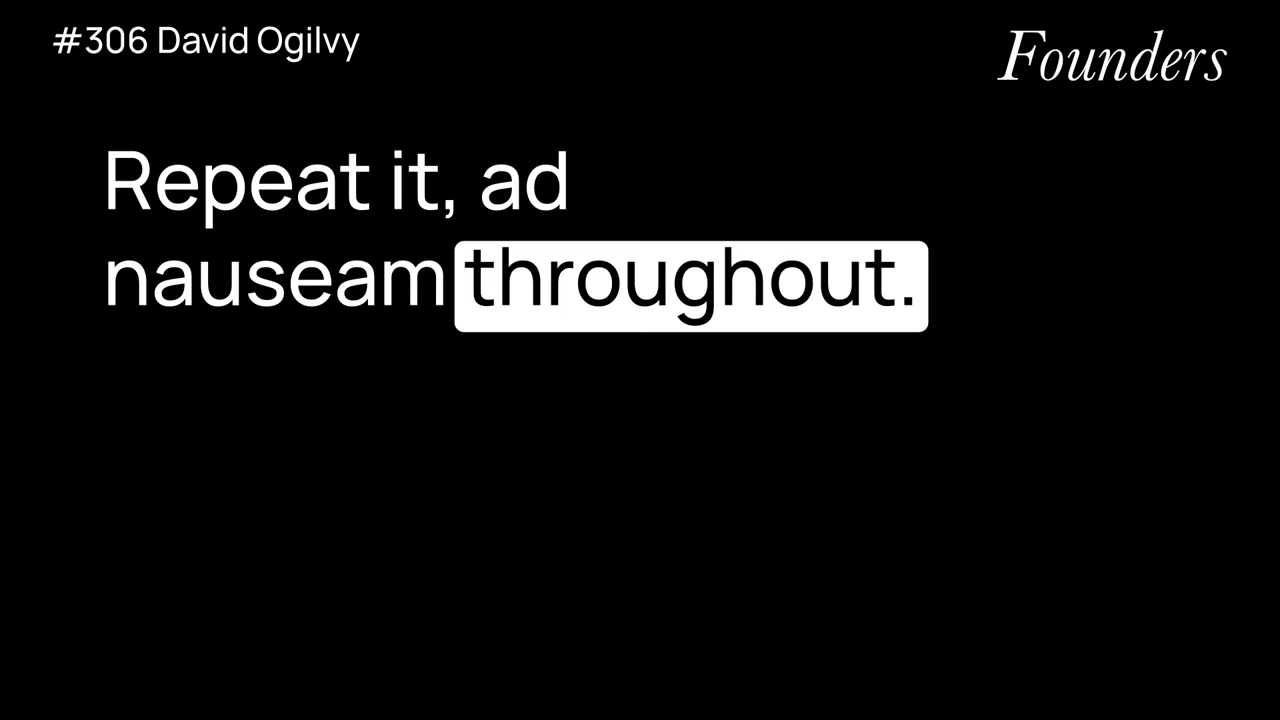 #306 David Ogilvy
Founders
Repeat it, ad
nauseam throughout.